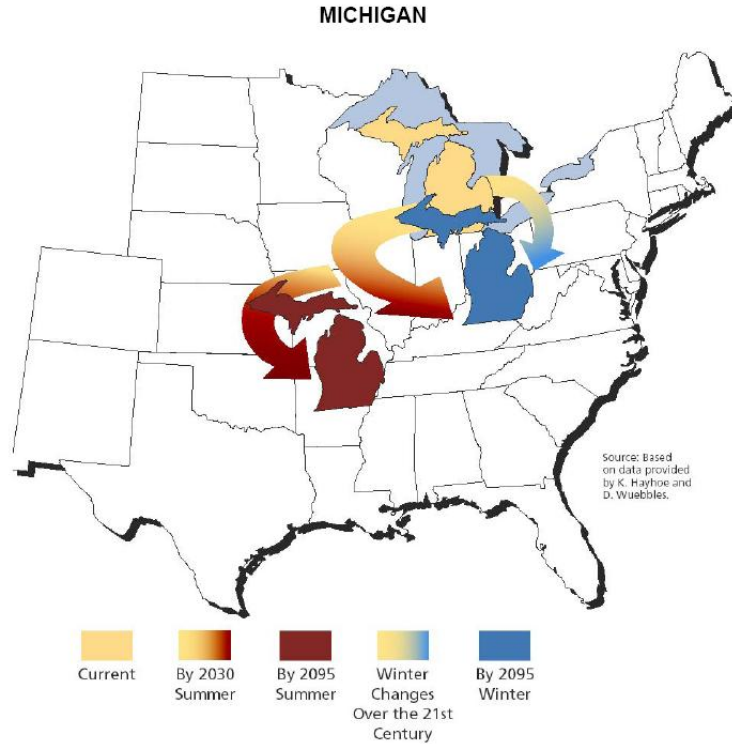 MICHIGAN
Source: Based
on data provided
by K. Hayhoe and
D. Wuebbles.
Current
By 2030
Summer
By 2095
Summer
Winter
Changes
Over the 21st
Century
By 2095
Winter